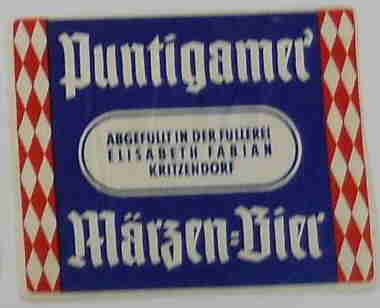 Puntigamer
ABGEFÜLLT IN DER FÜLLEREI
ELISABETH FABIAN
KRITZENDORF
Märzen=Bier